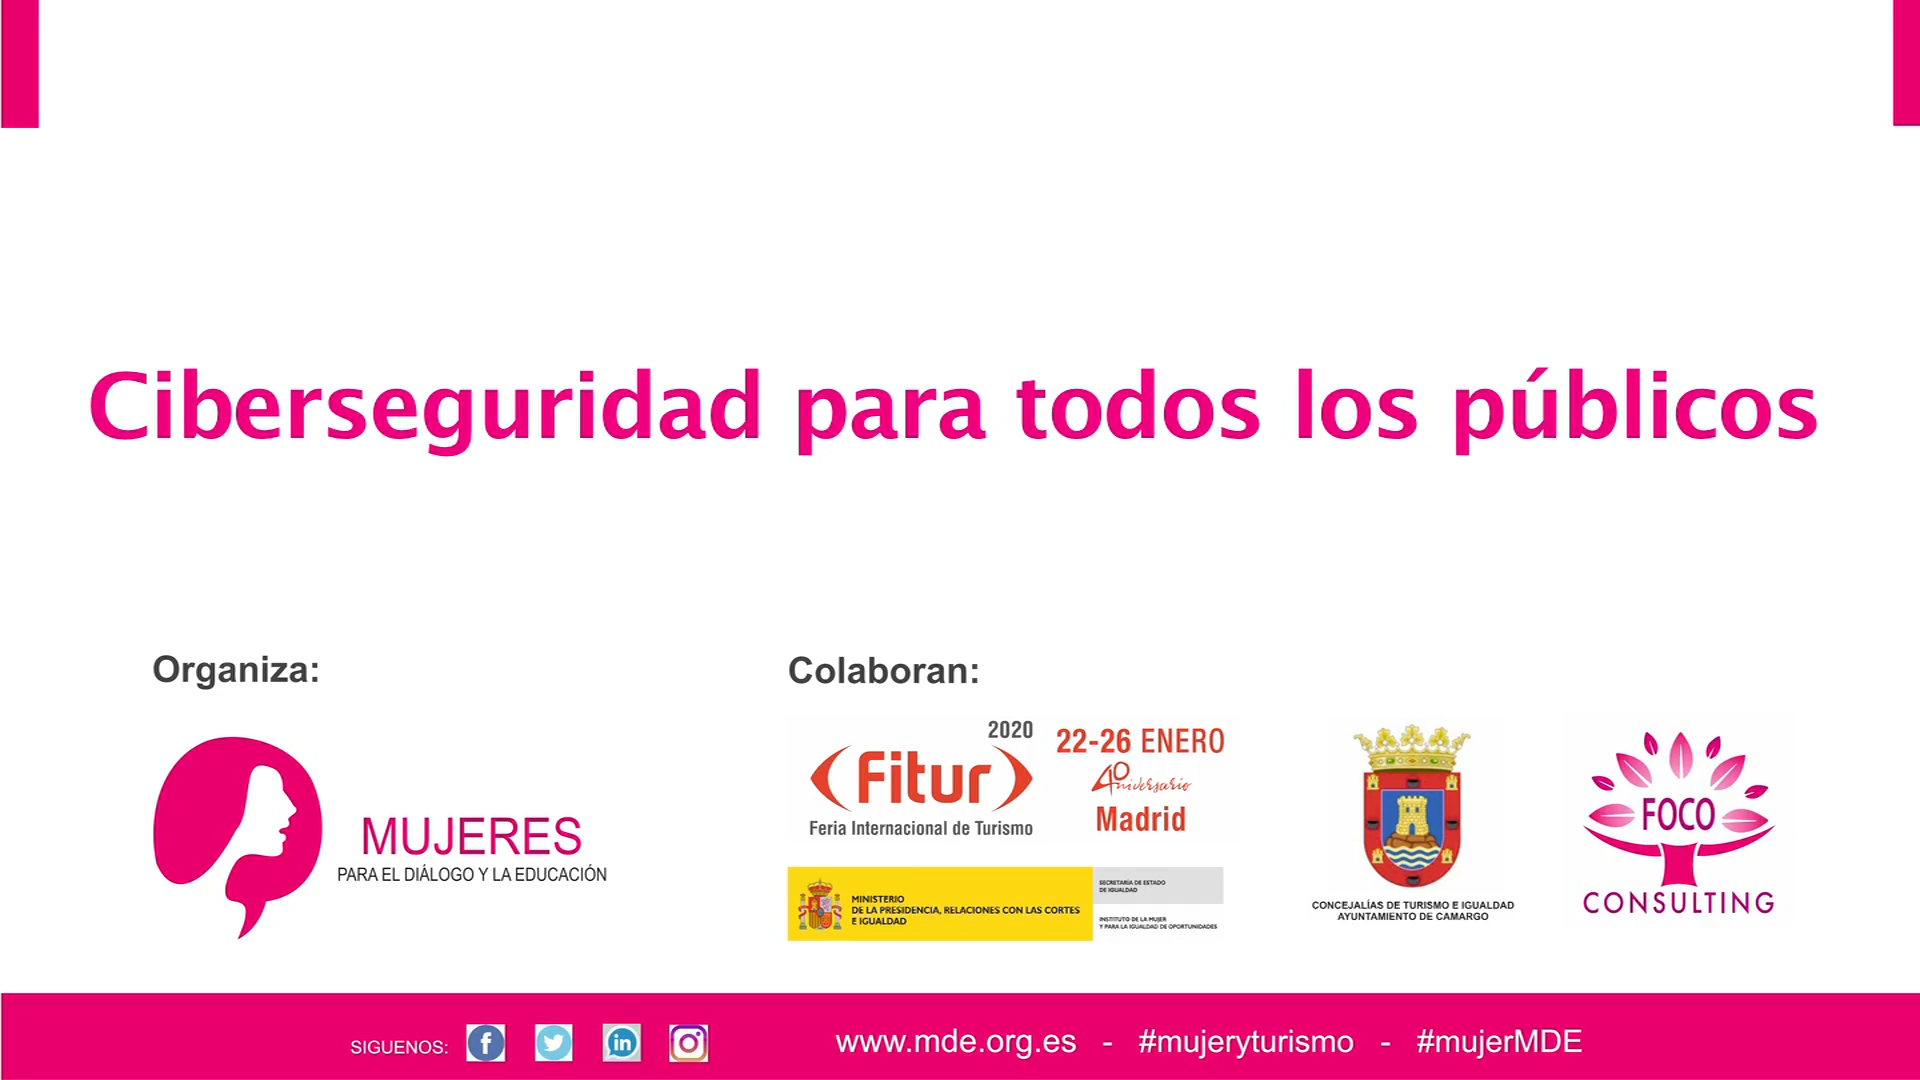 Ciberseguridad para todos los públicos
Organiza:
MUJERES
PARA EL DIÁLOGO Y LA EDUCACIÓN
Colaboran:
2020
Fitur
Feria Internacional de Turismo
22-26 ENERO
40 aniversario
Madrid
MINISTERIO
DE LA PRESIDENCIA, RELACIONES CON LAS CORTES
E IGUALDAD
SECRETARÍA DE ESTADO
DE IGUALDAD
INSTITUTO DE LA MUJER
Y PARA LA IGUALDAD DE OPORTUNIDADES
CONCEJALÍAS DE TURISMO E IGUALDAD
AYUNTAMIENTO DE CAMARGO
FOCO
CONSULTING
SIGUENOS:
www.mde.org.es - #mujeryturismo - #mujerMDE